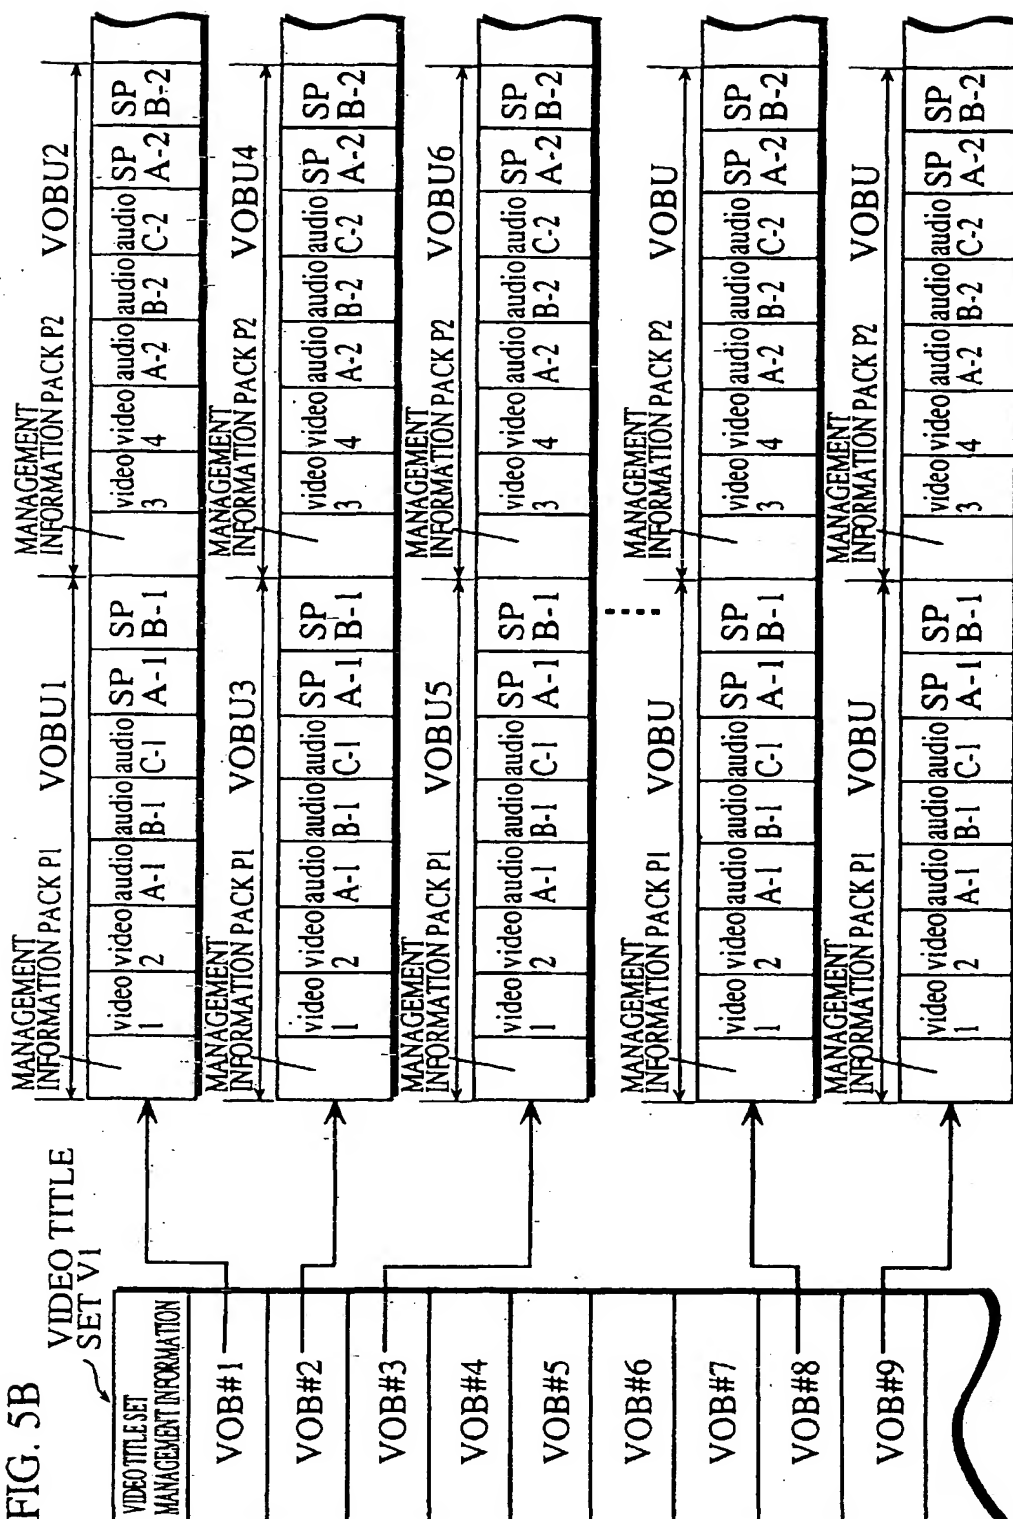 FIG. 5B
VIDEO TITLE
SET V1
VIDEO TITLE SET
MANAGEMENT INFORMATION
VOB#1
VOB#2
VOB#3
VOB#4
VOB#5
VOB#6
VOB#7
VOB#8
VOB#9
MANAGEMENT
INFORMATION PACK P1
VOBU1
MANAGEMENT
INFORMATION PACK P2
VOBU2
video
1
video
2
audio
A-1
audio
B-1
audio
C-1
SP
A-1
SP
B-1
video
3
video
4
audio
A-2
audio
B-2
audio
C-2
SP
A-2
SP
B-2
MANAGEMENT
INFORMATION PACK P1
VOBU3
MANAGEMENT
INFORMATION PACK P2
VOBU4
video
1
video
2
audio
A-1
audio
B-1
audio
C-1
SP
A-1
SP
B-1
video
3
video
4
audio
A-2
audio
B-2
audio
C-2
SP
A-2
SP
B-2
MANAGEMENT
INFORMATION PACK P1
VOBU5
MANAGEMENT
INFORMATION PACK P2
VOBU6
video
1
video
2
audio
A-1
audio
B-1
audio
C-1
SP
A-1
SP
B-1
video
3
video
4
audio
A-2
audio
B-2
audio
C-2
SP
A-2
SP
B-2
MANAGEMENT
INFORMATION PACK P1
VOBU
MANAGEMENT
INFORMATION PACK P2
VOBU
video
1
video
2
audio
A-1
audio
B-1
audio
C-1
SP
A-1
SP
B-1
video
3
video
4
audio
A-2
audio
B-2
audio
C-2
SP
A-2
SP
B-2
MANAGEMENT
INFORMATION PACK P1
VOBU
MANAGEMENT
INFORMATION PACK P2
VOBU
video
1
video
2
audio
A-1
audio
B-1
audio
C-1
SP
A-1
SP
B-1
video
3
video
4
audio
A-2
audio
B-2
audio
C-2
SP
A-2
SP
B-2